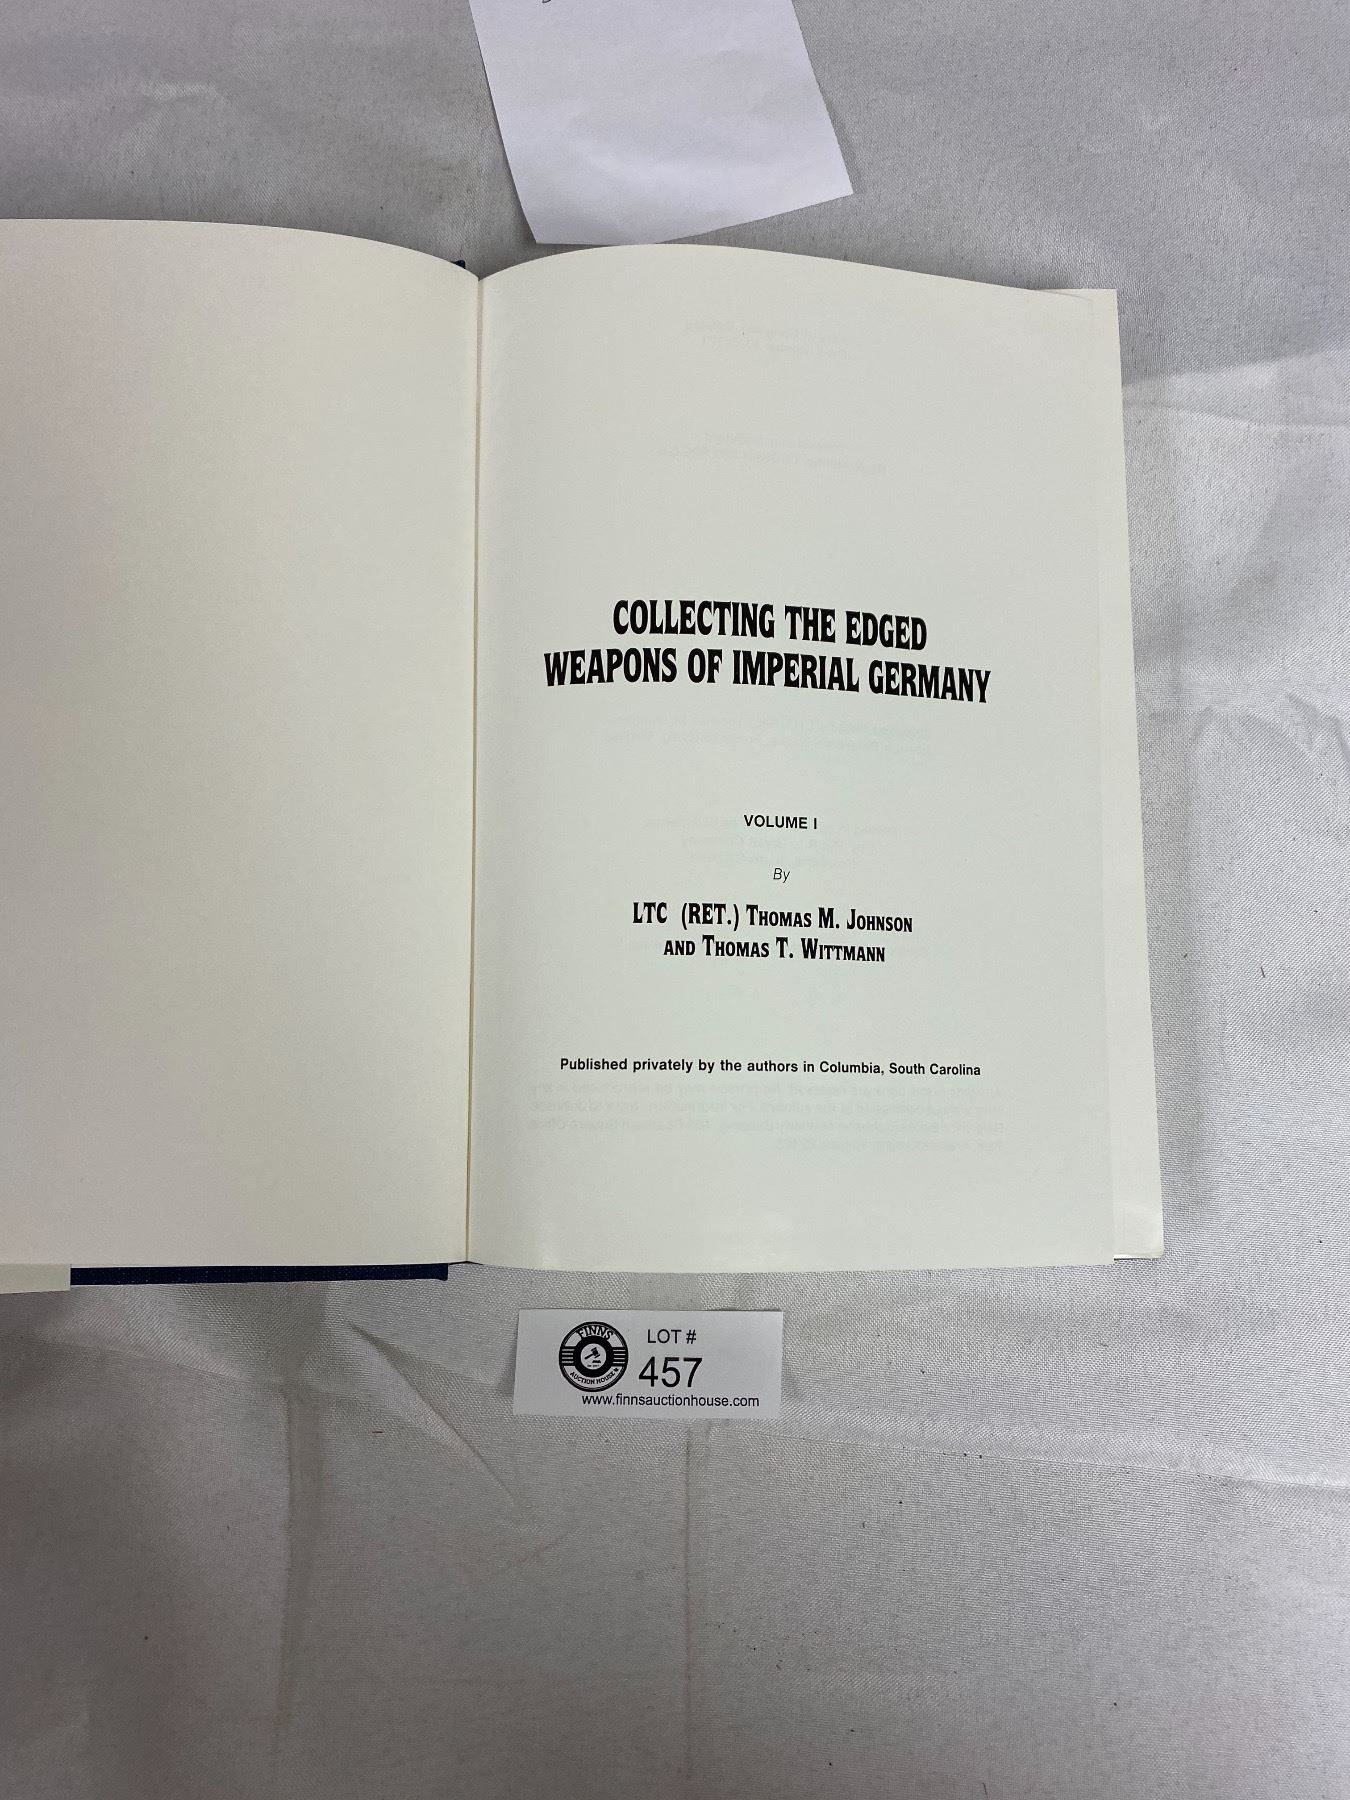 COLLECTING THE EDGED
WEAPONS OF IMPERIAL GERMANY
VOLUME I
By
LTC (RET.) THOMAS M. JOHNSON
AND THOMAS T. WITTMANN
Published privately by the authors in Columbia, South Carolina
FINNS
AUCTION HOUSE
LOT #
457
www.finnsauctionhouse.com